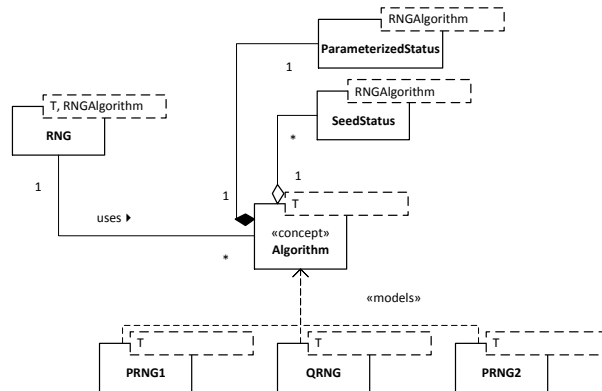 RNGAlgorithm
ParameterizedStatus
1
RNGAlgorithm
SeedStatus
*
T, RNGAlgorithm
RNG
1
1
1
T
uses
«concept»
Algorithm
*
«models»
T
PRNG1
T
QRNG
T
PRNG2